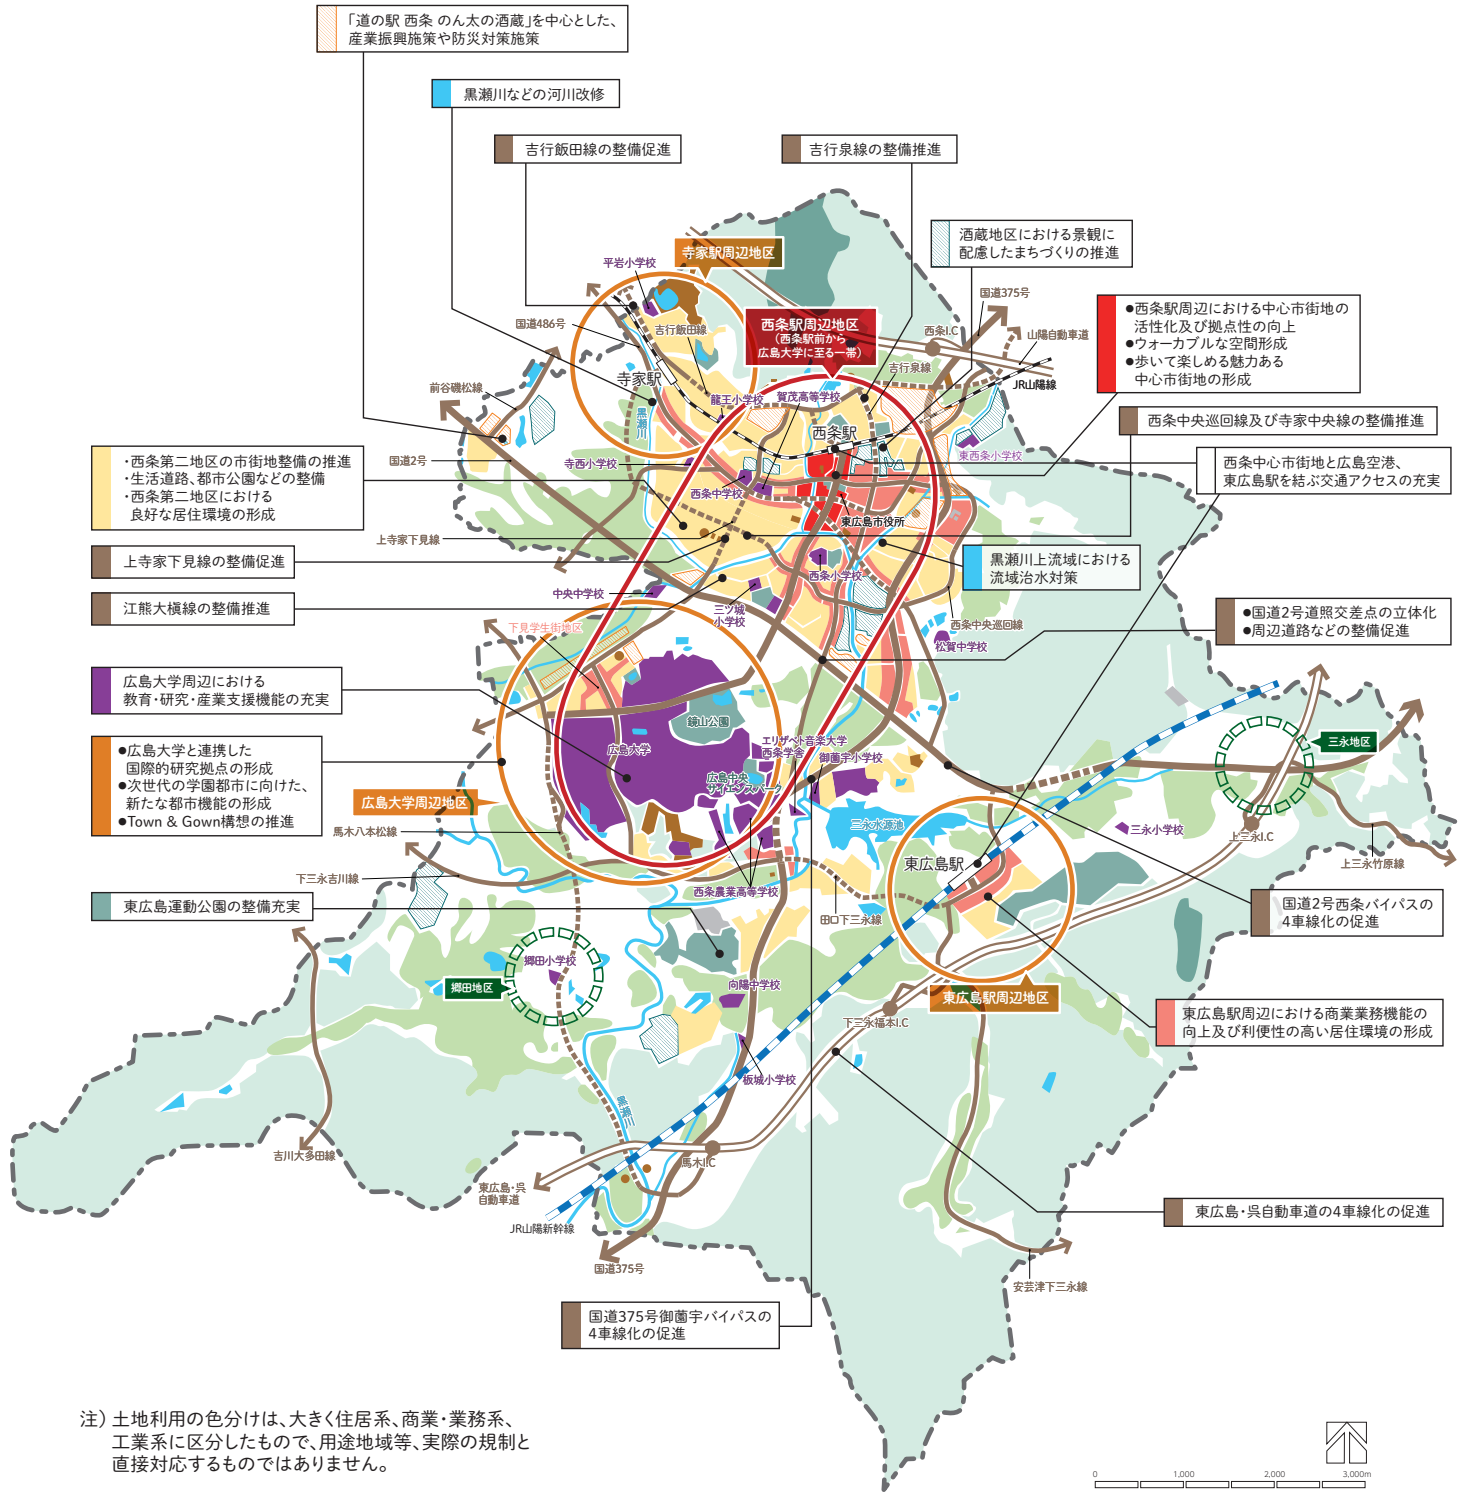 「道の駅 西条 のん太の酒蔵」を中心とした、
産業振興施策や防災対策施策
黒瀬川などの河川改修
吉行飯田線の整備促進
吉行泉線の整備推進
酒蔵地区における景観に
配慮したまちづくりの推進
●西条駅周辺における中心市街地の
活性化及び拠点性の向上
●ウォーカブルな空間形成
●歩いて楽しめる魅力ある
中心市街地の形成
西条中央巡回線及び寺家中央線の整備推進
西条中心市街地と広島空港、
東広島駅を結ぶ交通アクセスの充実
・西条第二地区の市街地整備の推進
・生活道路、都市公園などの整備
・西条第二地区における
良好な居住環境の形成
上寺家下見線の整備促進
江熊大槇線の整備推進
黒瀬川上流域における
流域治水対策
●国道2号道照交差点の立体化
●周辺道路などの整備促進
広島大学周辺における
教育・研究・産業支援機能の充実
●広島大学と連携した
国際的研究拠点の形成
●次世代の学園都市に向けた、
新たな都市機能の形成
●Town & Gown構想の推進
東広島運動公園の整備充実
国道2号西条バイパスの
4車線化の促進
東広島駅周辺における商業業務機能の
向上及び利便性の高い居住環境の形成
東広島・呉自動車道の4車線化の促進
国道375号御薗宇バイパスの
4車線化の促進
寺家駅周辺地区
西条駅周辺地区
(西条駅前から
広島大学に至る一帯)
広島大学周辺地区
東広島駅周辺地区
三永地区
郷田地区
平岩小学校
国道486号
吉行飯田線
寺家駅
前谷磯松線
国道2号
黒瀬川
龍王小学校
賀茂高等学校
西条I.C
国道375号
山陽自動車道
JR山陽線
吉行泉線
西条駅
東西条小学校
寺西小学校
西条中学校
東広島市役所
上寺家下見線
中央中学校
西条小学校
三ツ城
小学校
西条中央巡回線
松賀中学校
下見学生街地区
鏡山公園
広島大学
エリザベト音楽大学
西条学舎
御薗宇小学校
広島中央
サイエンスパーク
馬木八本松線
下三永吉川線
西条農業高等学校
三永水源池
東広島駅
三永小学校
上三永I.C
上三永竹原線
田口下三永線
郷田小学校
向陽中学校
下三永福本I.C
板城小学校
黒瀬川
吉川大多田線
馬木I.C
東広島・呉
自動車道
JR山陽新幹線
国道375号
安芸津下三永線
注）土地利用の色分けは、大きく住居系、商業・業務系、
工業系に区分したもので、用途地域等、実際の規制と
直接対応するものではありません。
0 1,000 2,000 3,000m